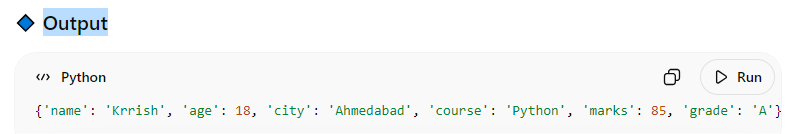 Output
Python
Run
{'name': 'Krrish', 'age': 18, 'city': 'Ahmedabad', 'course': 'Python', 'marks': 85, 'grade': 'A'}